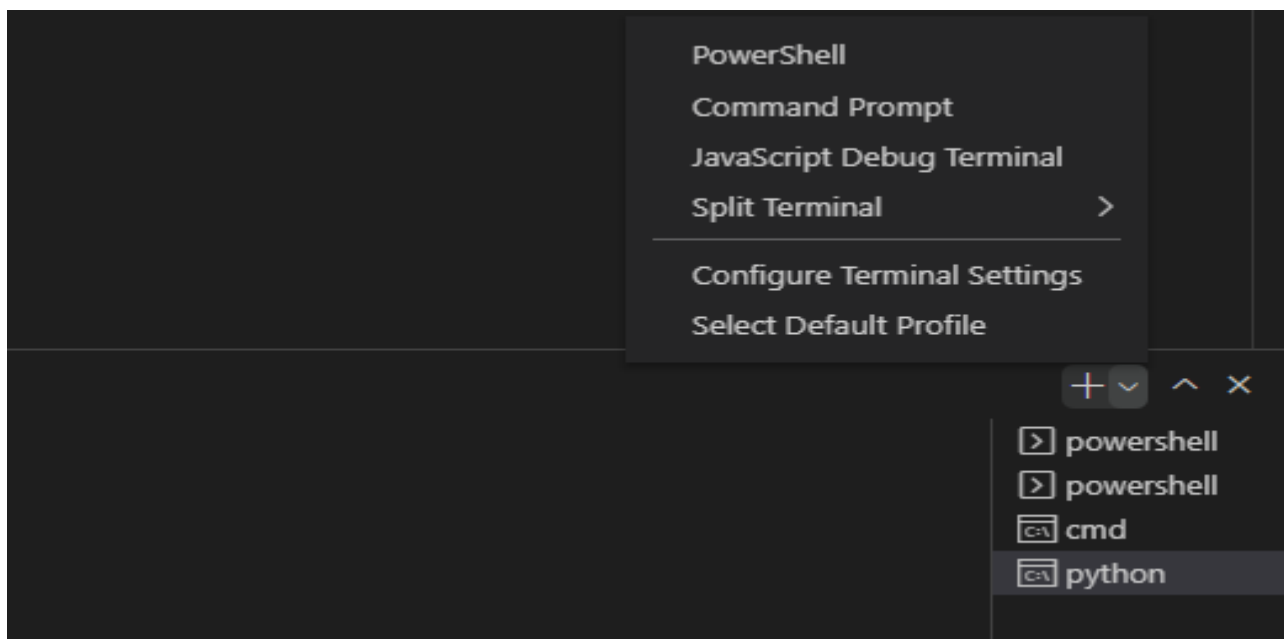 PowerShell
Command Prompt
JavaScript Debug Terminal
Split Terminal
Configure Terminal Settings
Select Default Profile
powershell
powershell
C:\ cmd
C:\ python